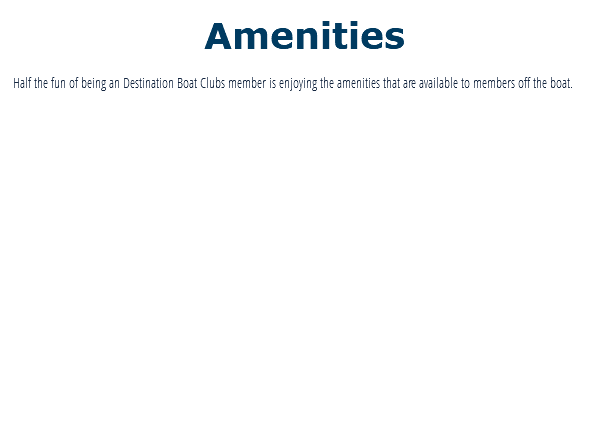 Amenities
Half the fun of being an Destination Boat Clubs member is enjoying the amenities that are available to members off the boat.